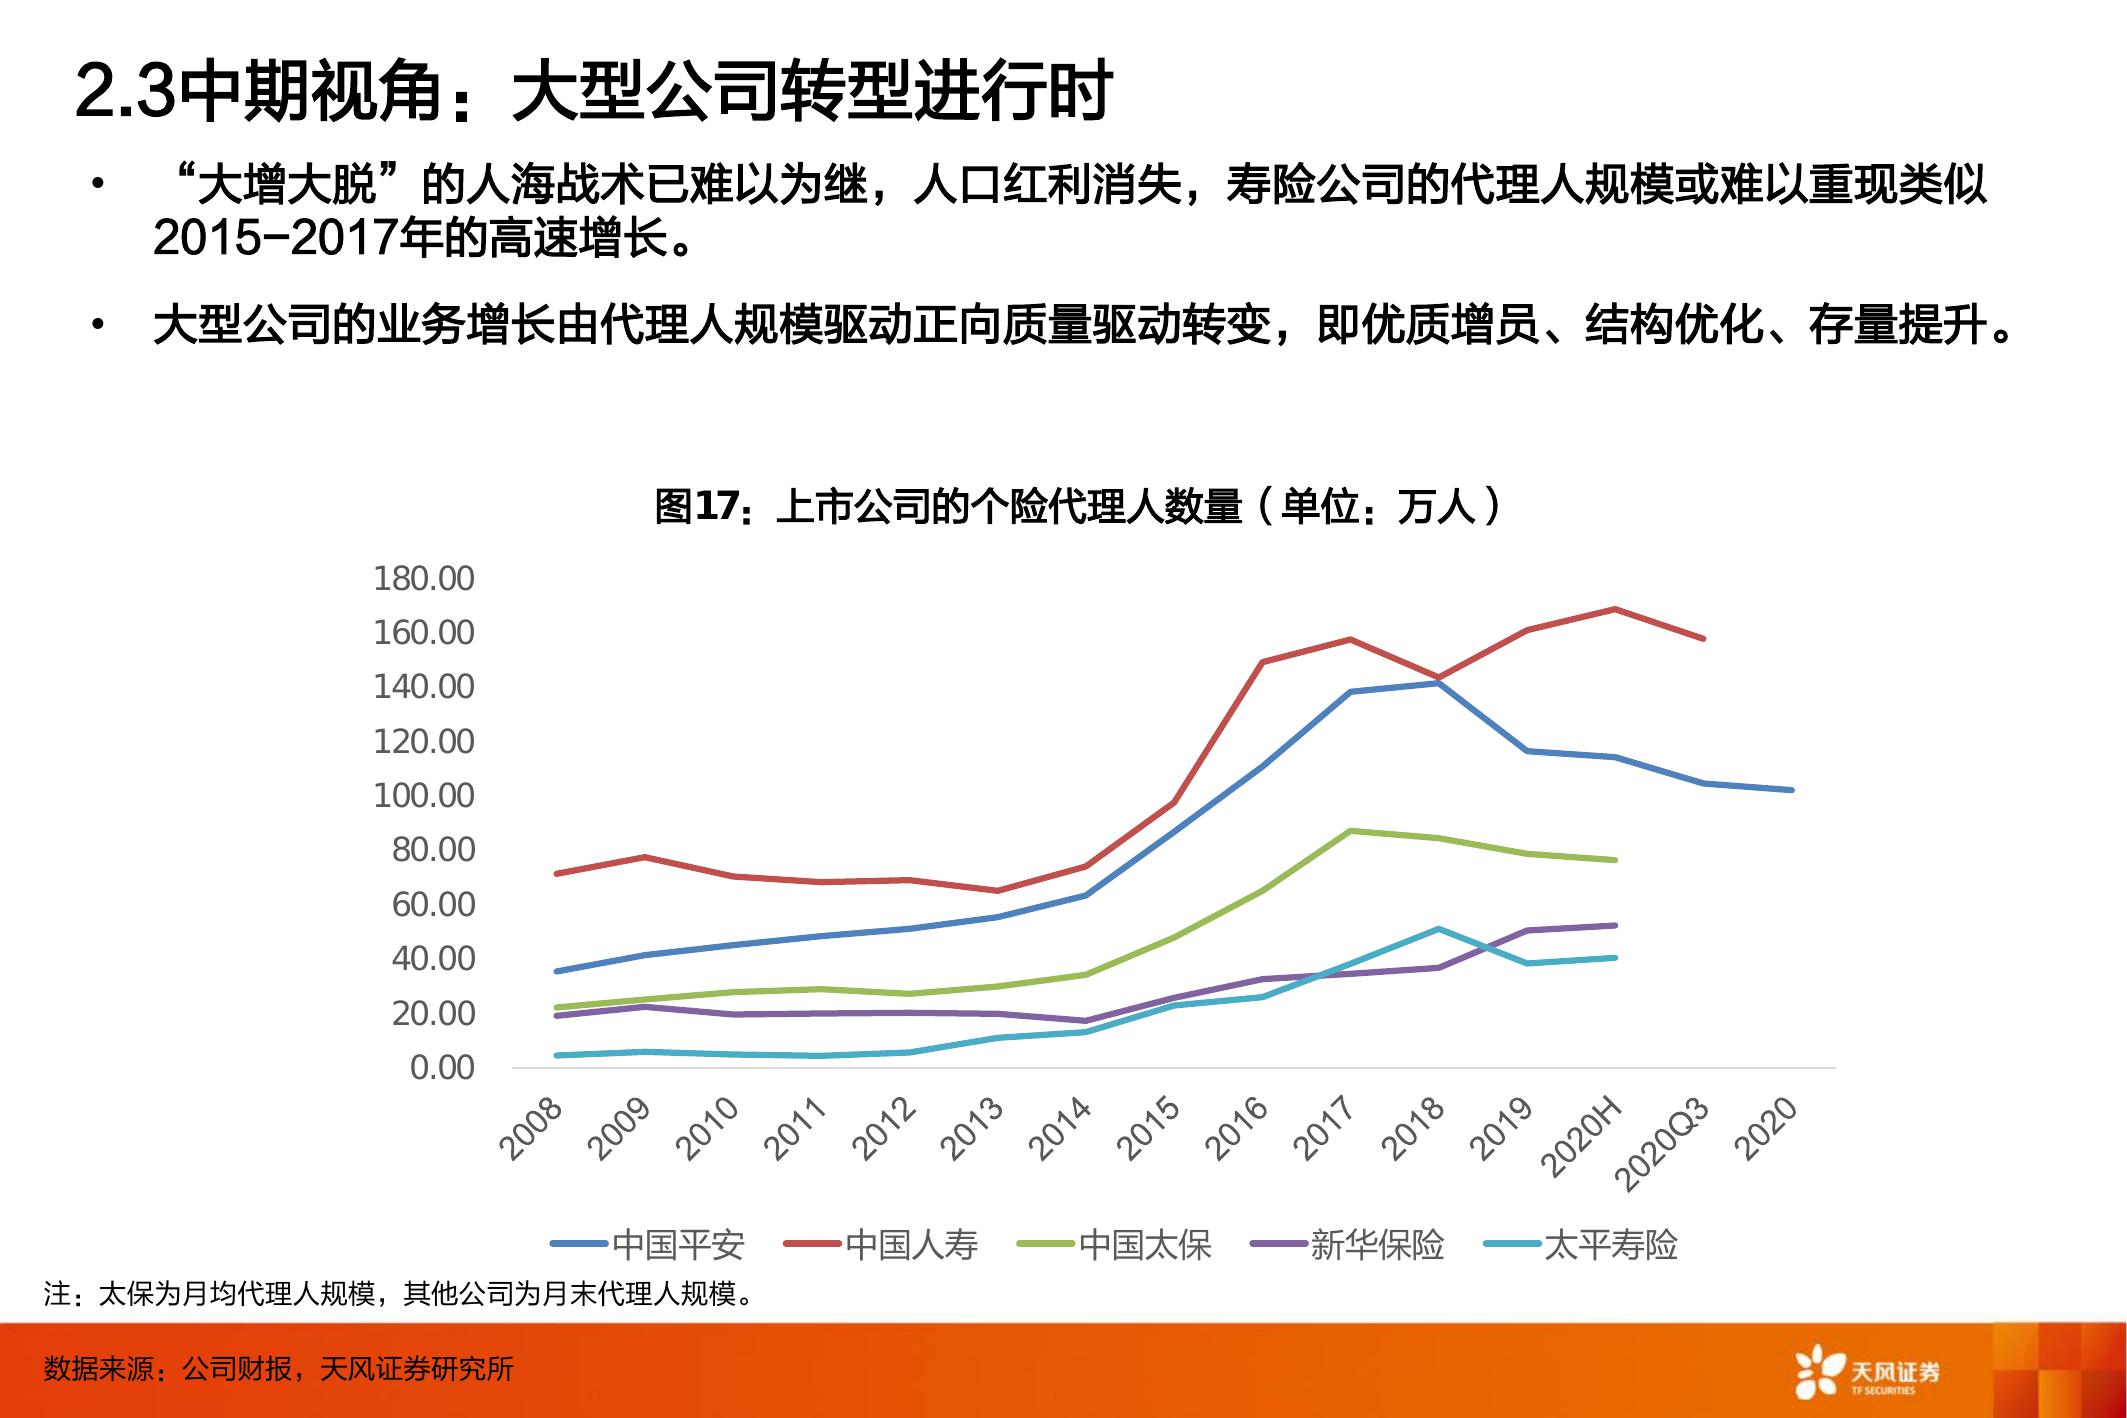 2.3中期视角：大型公司转型进行时
• “大增大脱”的人海战术已难以为继，人口红利消失，寿险公司的代理人规模或难以重现类似
2015-2017年的高速增长。
• 大型公司的业务增长由代理人规模驱动正向质量驱动转变，即优质增员、结构优化、存量提升。
图17：上市公司的个险代理人数量（单位：万人）
180.00
160.00
140.00
120.00
100.00
80.00
60.00
40.00
20.00
0.00
2008 2009 2010 2011 2012 2013 2014 2015 2016 2017 2018 2019 2020H 2020Q3 2020
中国平安 中国人寿 中国太保 新华保险 太平寿险
注：太保为月均代理人规模，其他公司为月末代理人规模。
数据来源：公司财报，天风证券研究所
天风证券
TF SECURITIES